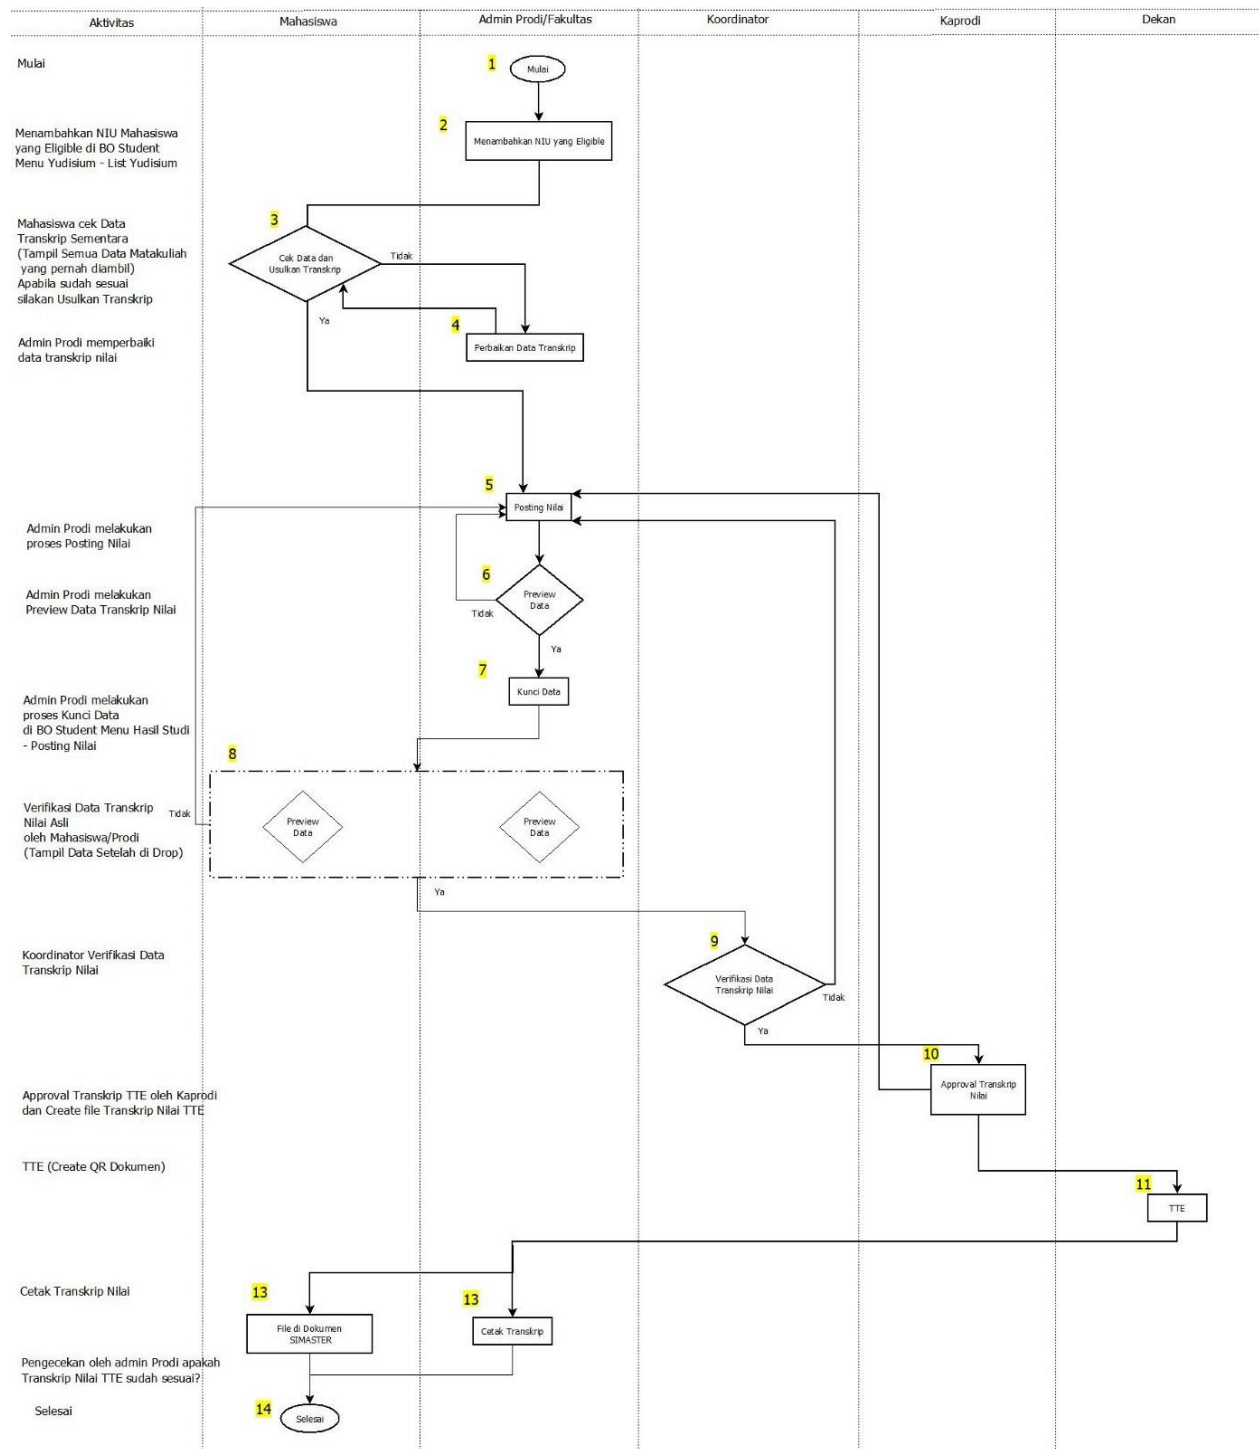 Aktivitas
Mahasiswa
Admin Prodi/Fakultas
Koordinator
Kaprodi
Dekan
Mulai
1
Mulai
Menambahkan NIU Mahasiswa
yang Eligible di BO Student
Menu Yudisium - List Yudisium
2
Menambahkan NIU yang Eligible
Mahasiswa cek Data
Transkrip Sementara
(Tampil Semua Data Matakuliah
yang pernah diambil)
Apabila sudah sesuai
silakan Usulkan Transkrip
3
Cek Data dan
Usulkan Transkrip
Tidak
Ya
Admin Prodi memperbaiki
data transkrip nilai
4
Perbaikan Data Transkrip
5
Posting Nilai
Admin Prodi melakukan
proses Posting Nilai
Admin Prodi melakukan
Preview Data Transkrip Nilai
6
Preview
Data
Tidak
Ya
7
Kunci Data
Admin Prodi melakukan
proses Kunci Data
di BO Student Menu Hasil Studi
- Posting Nilai
8
Verifikasi Data Transkrip
Nilai Asli
oleh Mahasiswa/Prodi
(Tampil Data Setelah di Drop)
Tidak
Preview
Data
Preview
Data
Ya
Koordinator Verifikasi Data
Transkrip Nilai
9
Verifikasi Data
Transkrip Nilai
Tidak
Ya
10
Approval Transkrip
Nilai
Approval Transkrip TTE oleh Kaprodi
dan Create file Transkrip Nilai TTE
TTE (Create QR Dokumen)
11
TTE
Cetak Transkrip Nilai
13
File di Dokumen
SIMASTER
13
Cetak Transkrip
Pengecekan oleh admin Prodi apakah
Transkrip Nilai TTE sudah sesuai?
Selesai
14
Selesai